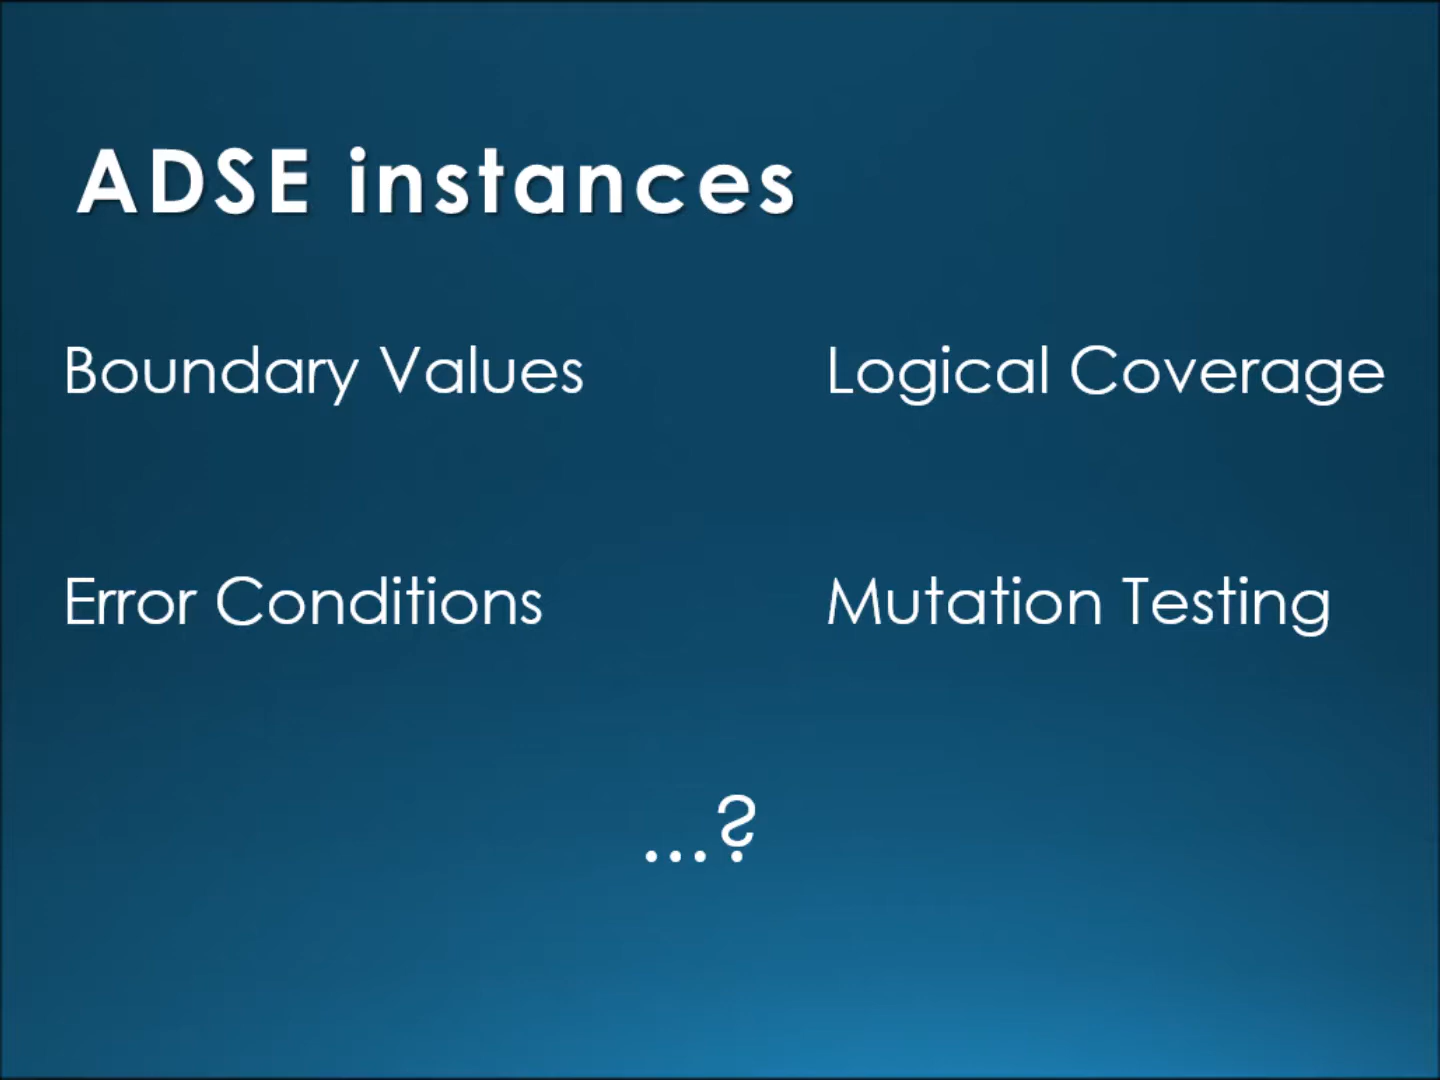 ADSE instances
Boundary Values
Logical Coverage
Error Conditions
Mutation Testing
...?